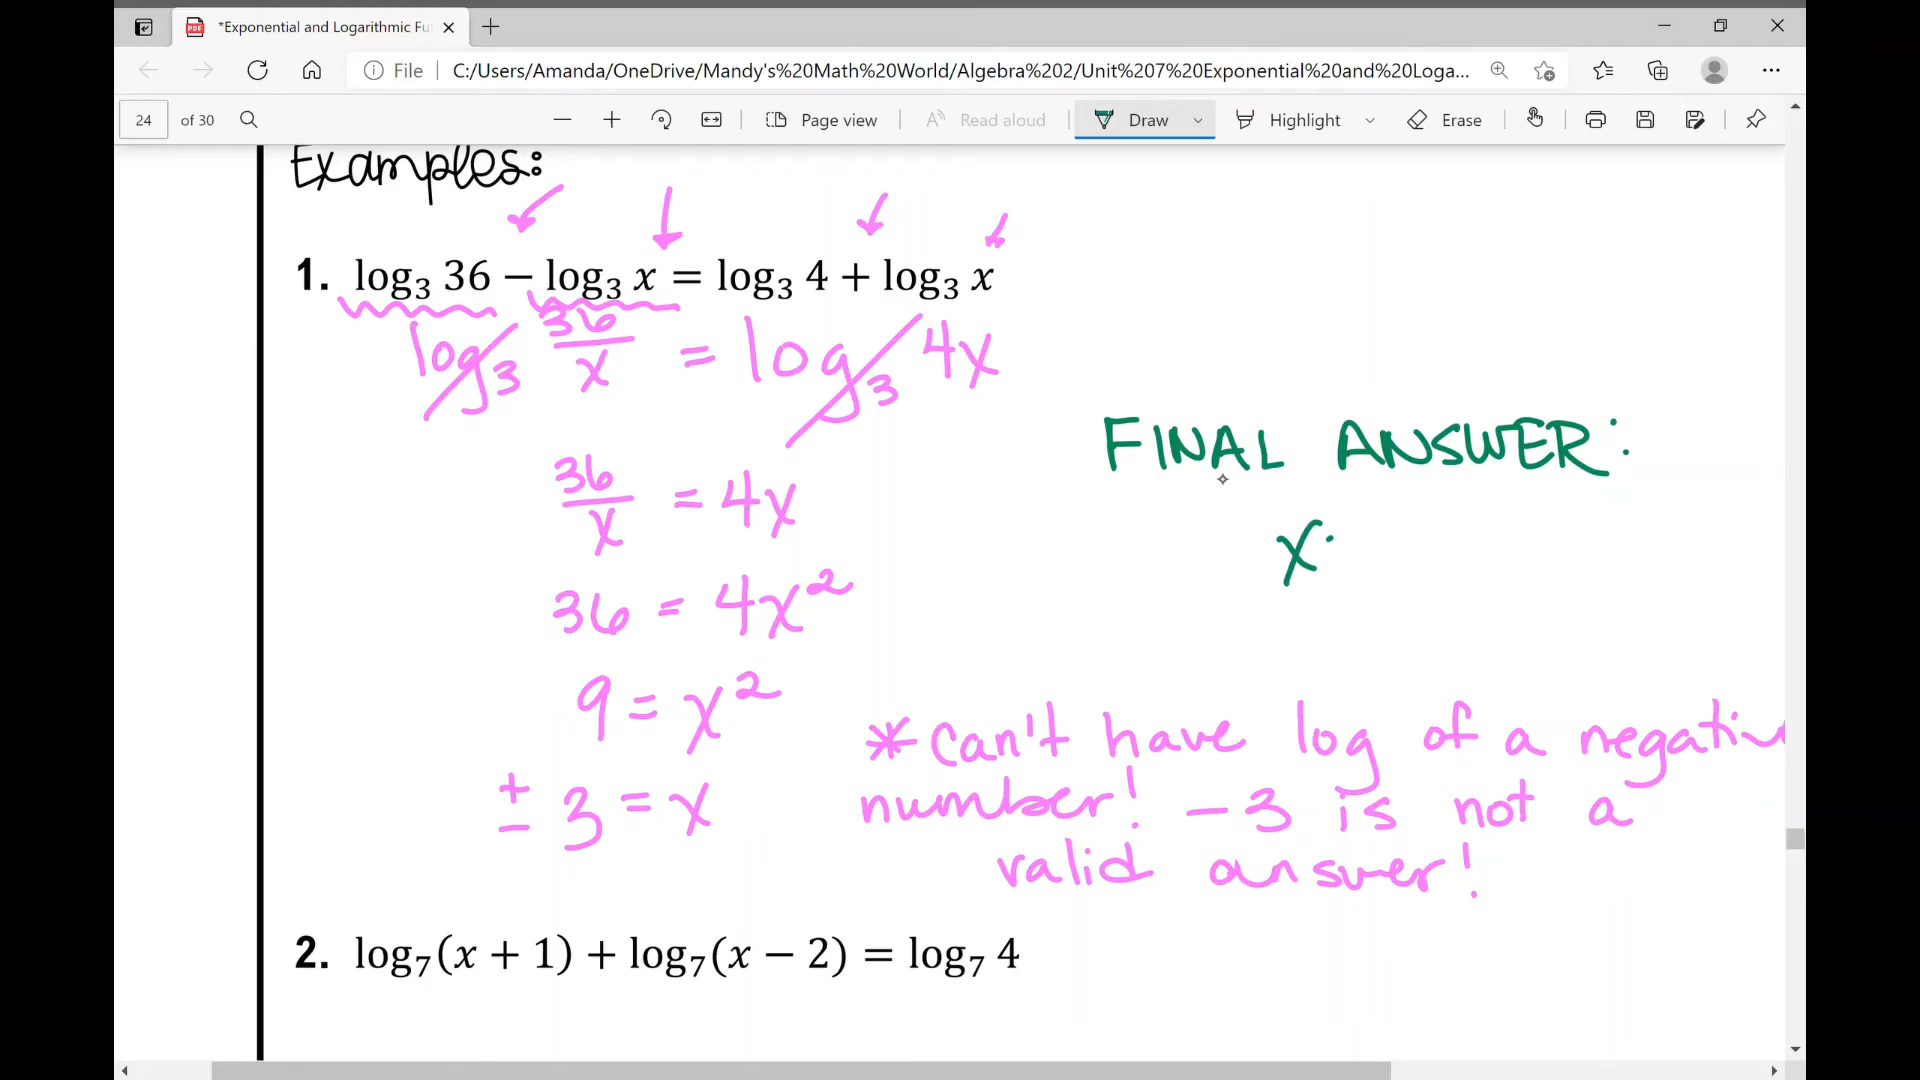 *Exponential and Logarithmic Fu
File C:/Users/Amanda/OneDrive/Mandy's%20Math%20World/Algebra%202/Unit%207%20Exponential%20and%20Loga...
24 of 30 Page view Read aloud Draw Highlight Erase
Examples:
1. log₃ 36 − log₃ x = log₃ 4 + log₃ x
log₃ 36/x = log₃ 4x
FINAL ANSWER:
36/x = 4x
x
36 = 4x²
9 = x²
*can't have log of a negativ
number! -3 is not a
± 3 = x
valid answer!
2. log₇(x + 1) + log₇(x − 2) = log₇ 4